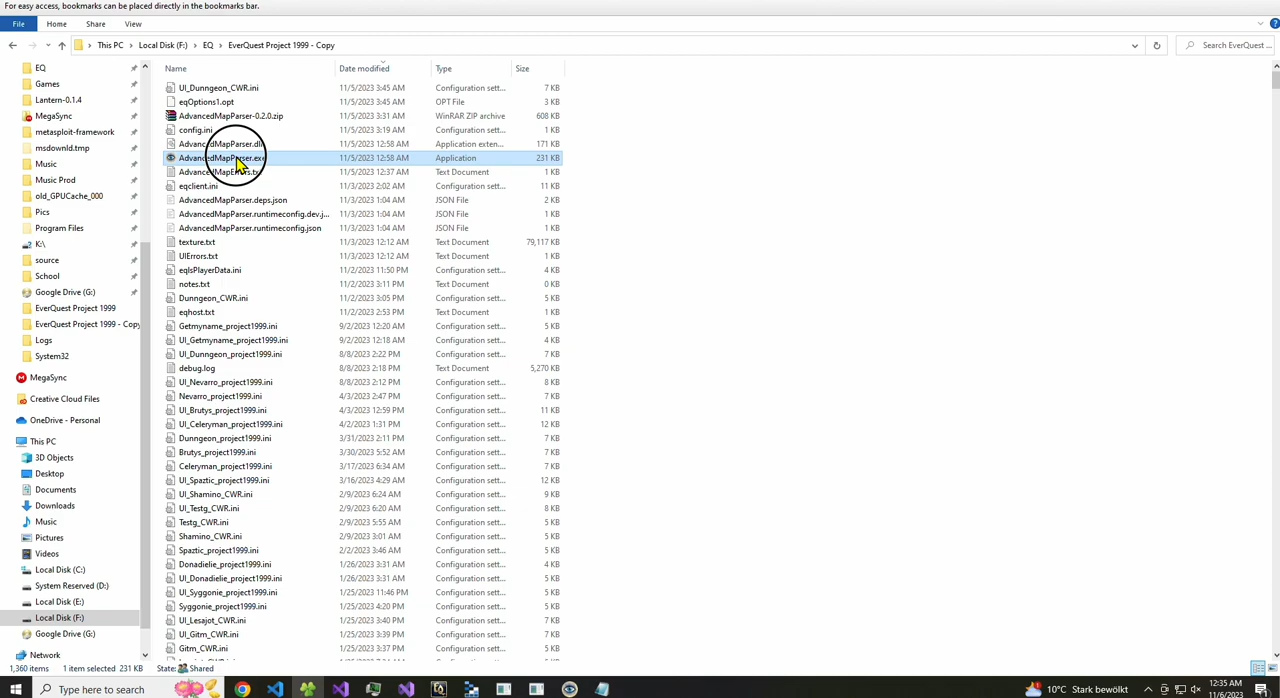 For easy access, bookmarks can be placed directly in the bookmarks bar.
File Home Share View
This PC Local Disk (F:) EQ EverQuest Project 1999 - Copy Search EverQuest ...
Name Date modified Type Size
EQ
Games
Lantern-0.1.4
MegaSync
metasploit-framework
msdownld.tmp
Music
Music Prod
old_GPUCache_000
Pics
Program Files
K:\
source
School
Google Drive (G:)
EverQuest Project 1999
EverQuest Project 1999 - Copy
Logs
System32
MegaSync
Creative Cloud Files
OneDrive - Personal
This PC
3D Objects
Desktop
Documents
Downloads
Music
Pictures
Videos
Local Disk (C:)
System Reserved (D:)
Local Disk (E:)
Local Disk (F:)
Google Drive (G:)
Network
UI_Dunngeon_CWR.ini 11/5/2023 3:45 AM Configuration sett... 7 KB
eqOptions1.opt 11/5/2023 3:45 AM OPT File 3 KB
AdvancedMapParser-0.2.0.zip 11/5/2023 3:31 AM WinRAR ZIP archive 608 KB
config.ini 11/5/2023 3:19 AM Configuration sett... 1 KB
AdvancedMapParser.dll 11/5/2023 12:58 AM Application exten... 171 KB
AdvancedMapParser.exe 11/5/2023 12:58 AM Application 231 KB
AdvancedMapErrors.txt 11/5/2023 12:37 AM Text Document 1 KB
eqclient.ini 11/3/2023 2:02 AM Configuration sett... 11 KB
AdvancedMapParser.deps.json 11/3/2023 1:04 AM JSON File 2 KB
AdvancedMapParser.runtimeconfig.dev.j... 11/3/2023 1:04 AM JSON File 1 KB
AdvancedMapParser.runtimeconfig.json 11/3/2023 1:04 AM JSON File 1 KB
texture.txt 11/3/2023 12:12 AM Text Document 79,117 KB
UIErrors.txt 11/3/2023 12:12 AM Text Document 1 KB
eqlsPlayerData.ini 11/2/2023 11:50 PM Configuration sett... 4 KB
notes.txt 11/2/2023 3:11 PM Text Document 0 KB
Dunngeon_CWR.ini 11/2/2023 3:05 PM Configuration sett... 5 KB
eqhost.txt 11/2/2023 2:53 PM Text Document 1 KB
Getmyname_project1999.ini 9/2/2023 12:20 AM Configuration sett... 5 KB
UI_Getmyname_project1999.ini 9/2/2023 12:18 AM Configuration sett... 4 KB
UI_Dunngeon_project1999.ini 8/8/2023 2:22 PM Configuration sett... 7 KB
debug.log 8/8/2023 2:18 PM Text Document 5,270 KB
UI_Nevarro_project1999.ini 8/8/2023 2:12 PM Configuration sett... 8 KB
Nevarro_project1999.ini 4/3/2023 2:47 PM Configuration sett... 7 KB
UI_Brutys_project1999.ini 4/3/2023 12:59 PM Configuration sett... 11 KB
UI_Celeryman_project1999.ini 4/2/2023 1:31 PM Configuration sett... 12 KB
Dunngeon_project1999.ini 3/31/2023 2:11 PM Configuration sett... 7 KB
Brutys_project1999.ini 3/30/2023 5:52 PM Configuration sett... 7 KB
Celeryman_project1999.ini 3/17/2023 6:34 PM Configuration sett... 7 KB
UI_Spaztic_project1999.ini 3/16/2023 4:29 AM Configuration sett... 12 KB
UI_Shamino_CWR.ini 2/9/2023 6:24 AM Configuration sett... 9 KB
UI_Testg_CWR.ini 2/9/2023 6:20 AM Configuration sett... 8 KB
Testg_CWR.ini 2/9/2023 5:55 AM Configuration sett... 5 KB
Shamino_CWR.ini 2/9/2023 3:01 AM Configuration sett... 5 KB
Spaztic_project1999.ini 2/2/2023 3:46 AM Configuration sett... 5 KB
Donadielie_project1999.ini 1/26/2023 3:31 AM Configuration sett... 4 KB
UI_Donadielie_project1999.ini 1/26/2023 3:31 AM Configuration sett... 5 KB
UI_Syggonie_project1999.ini 1/25/2023 11:46 PM Configuration sett... 5 KB
Syggonie_project1999.ini 1/25/2023 4:20 PM Configuration sett... 5 KB
UI_Lesajot_CWR.ini 1/25/2023 3:40 PM Configuration sett... 7 KB
UI_Gitm_CWR.ini 1/25/2023 3:39 PM Configuration sett... 7 KB
Gitm_CWR.ini 1/25/2023 3:37 PM Configuration sett... 5 KB
1,360 items 1 item selected 231 KB State: Shared
Type here to search 10°C Stark bewölkt 12:35 AM
11/6/2023